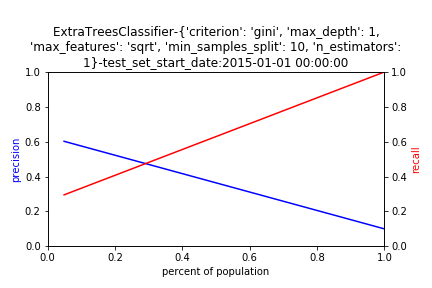 ExtraTreesClassifier-{'criterion': 'gini', 'max_depth': 1,
'max_features': 'sqrt', 'min_samples_split': 10, 'n_estimators':
1}-test_set_start_date:2015-01-01 00:00:00
1.0
0.8
0.6
0.4
0.2
0.0
precision
1.0
0.8
0.6
0.4
0.2
0.0
recall
0.0 0.2 0.4 0.6 0.8 1.0
percent of population